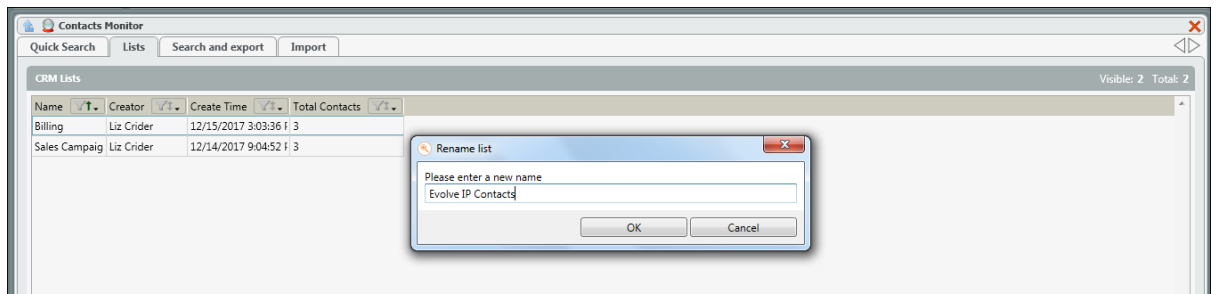 Contacts Monitor
Quick Search Lists Search and export Import
CRM Lists Visible: 2 Total: 2
Name Creator Create Time Total Contacts
Billing Liz Crider 12/15/2017 3:03:36 P 3
Sales Campaig Liz Crider 12/14/2017 9:04:52 P 3
Rename list
Please enter a new name
Evolve IP Contacts
OK Cancel